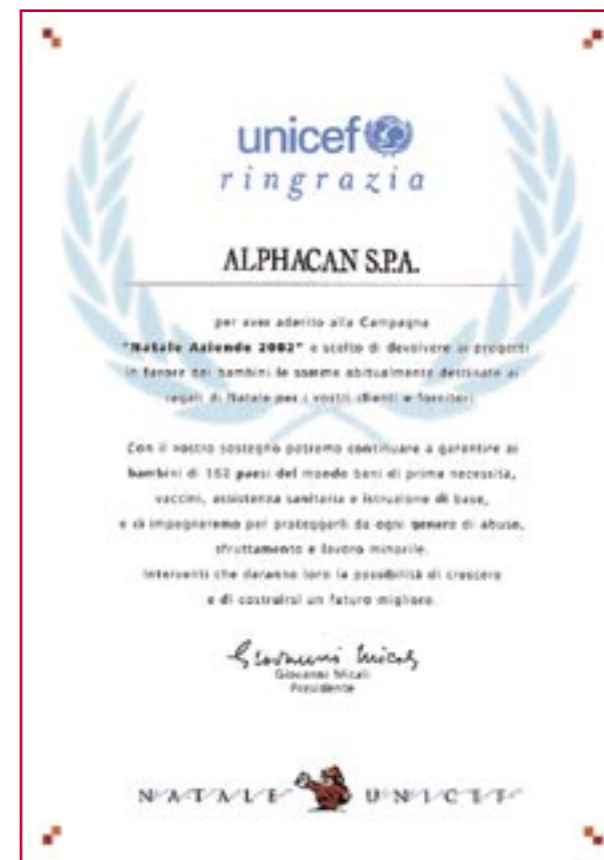 unicef
ringrazia
ALPHACAN S.P.A.
per aver aderito alla Campagna
"Natale Aziende 2002" e scelto di devolvere ai progetti
in favore dei bambini le somme abitualmente destinate ai
regali di Natale per i vostri clienti e fornitori.
Con il vostro sostegno potremo continuare a garantire ai
bambini di 162 paesi del mondo beni di prima necessità,
vaccini, assistenza sanitaria e istruzione di base,
e ci impegneremo per proteggerli da ogni genere di abuso,
sfruttamento e lavoro minorile.
Interventi che daranno loro la possibilità di crescere
e di costruirsi un futuro migliore.
Giovanni Micali
Giovanni Micali
Presidente
NATALE UNICEF